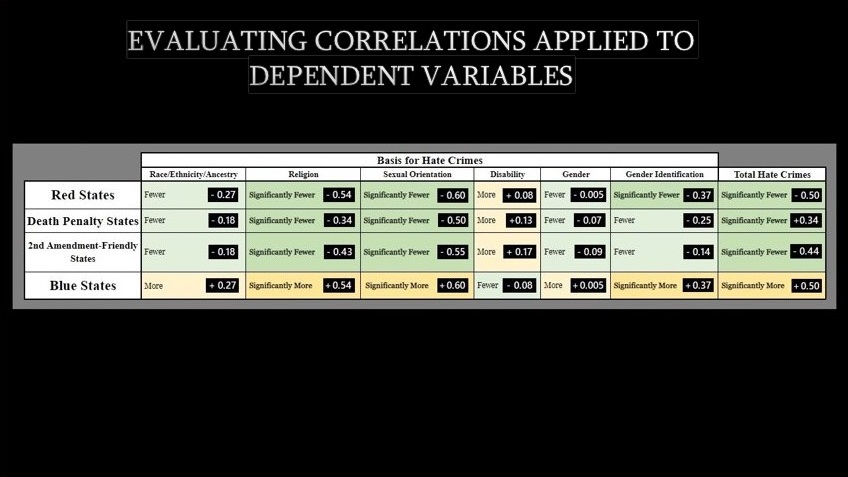 EVALUATING CORRELATIONS APPLIED TO
DEPENDENT VARIABLES
Basis for Hate Crimes
Race/Ethnicity/Ancestry Religion Sexual Orientation Disability Gender Gender Identification Total Hate Crimes
Red States Fewer - 0.27 Significantly Fewer - 0.54 Significantly Fewer - 0.60 More + 0.08 Fewer - 0.005 Significantly Fewer - 0.37 Significantly Fewer - 0.50
Death Penalty States Fewer - 0.18 Significantly Fewer - 0.34 Significantly Fewer - 0.50 More +0.13 Fewer - 0.07 Fewer - 0.25 Significantly Fewer +0.34
2nd Amendment-Friendly
States Fewer - 0.18 Significantly Fewer - 0.43 Significantly Fewer - 0.55 More + 0.17 Fewer - 0.09 Fewer - 0.14 Significantly Fewer - 0.44
Blue States More + 0.27 Significantly More + 0.54 Significantly More + 0.60 Fewer - 0.08 More + 0.005 Significantly More + 0.37 Significantly More + 0.50